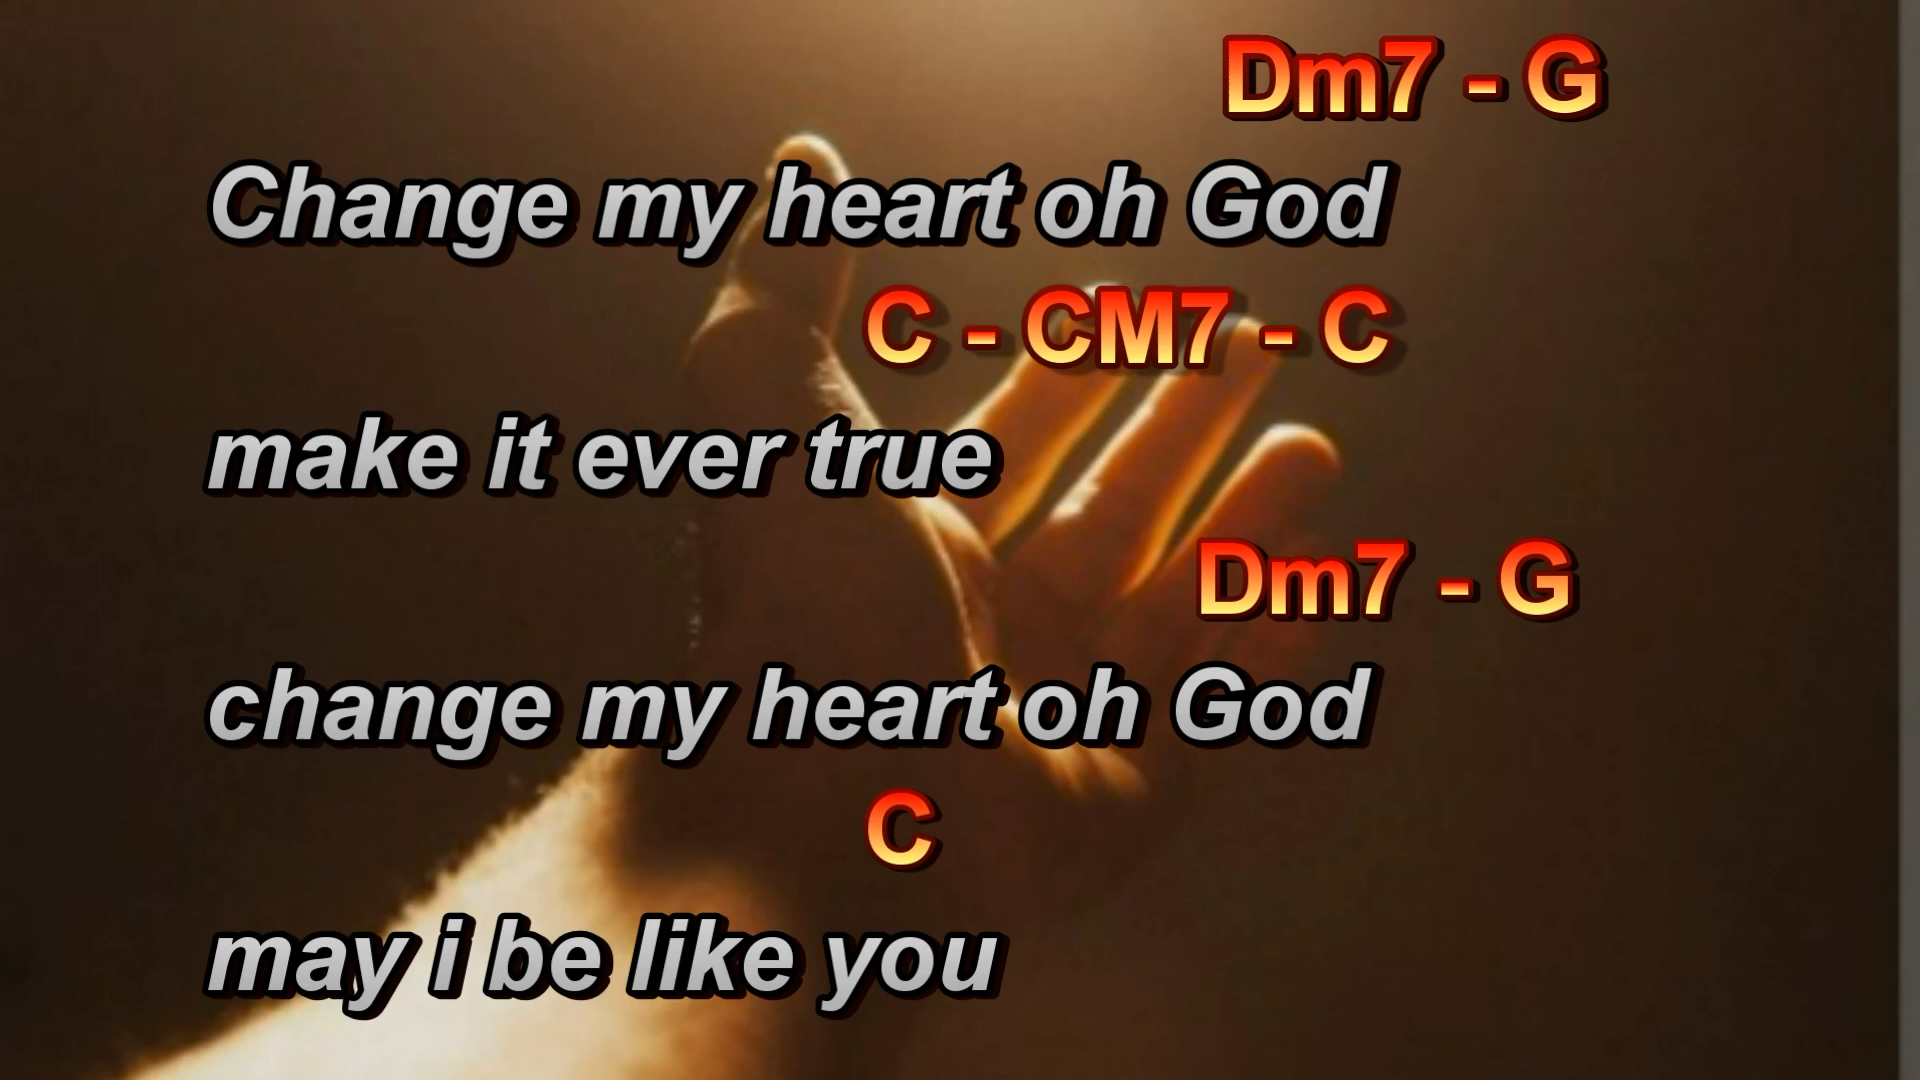 Dm7 - G
Change my heart oh God
C - CM7 - C
make it ever true
Dm7 - G
change my heart oh God
C
may i be like you